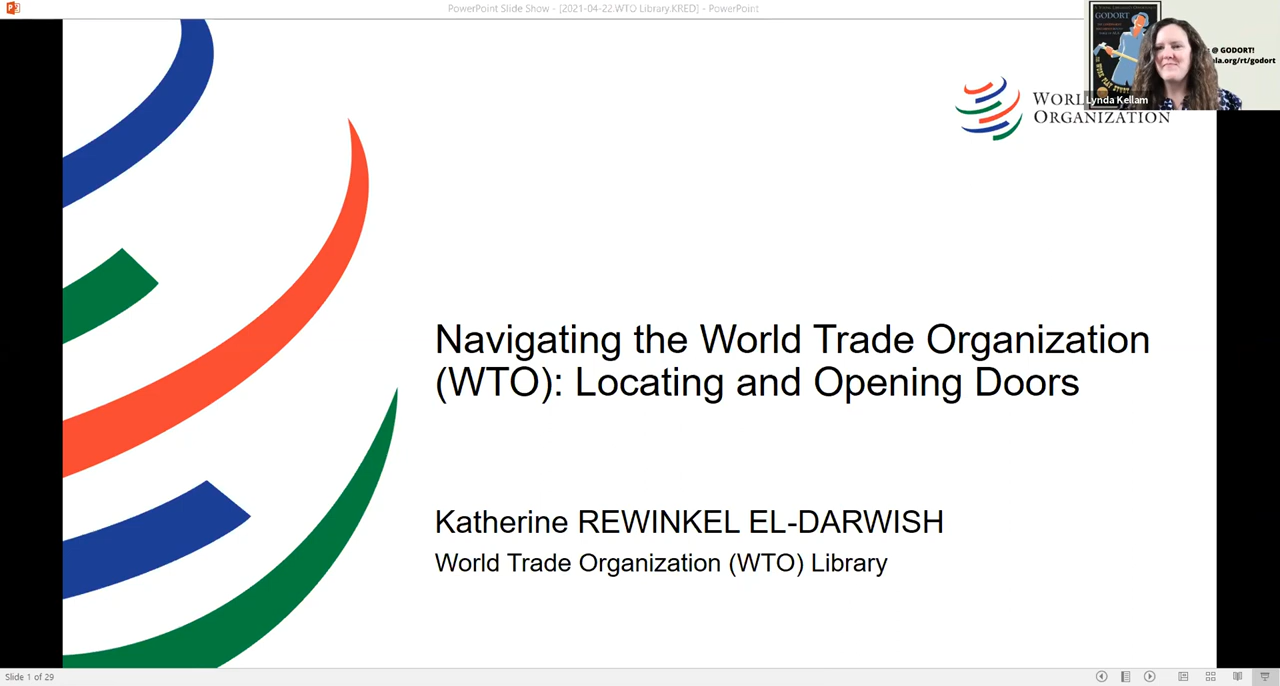 PowerPoint Slide Show - [2021-04-22.WTO Library.KRED] - PowerPoint
GODORT
@ GODORT!
ala.org/rt/godort
Lynda Kellam
WORL
ORGANIZATION
Navigating the World Trade Organization
(WTO): Locating and Opening Doors
Katherine REWINKEL EL-DARWISH
World Trade Organization (WTO) Library
Slide 1 of 29